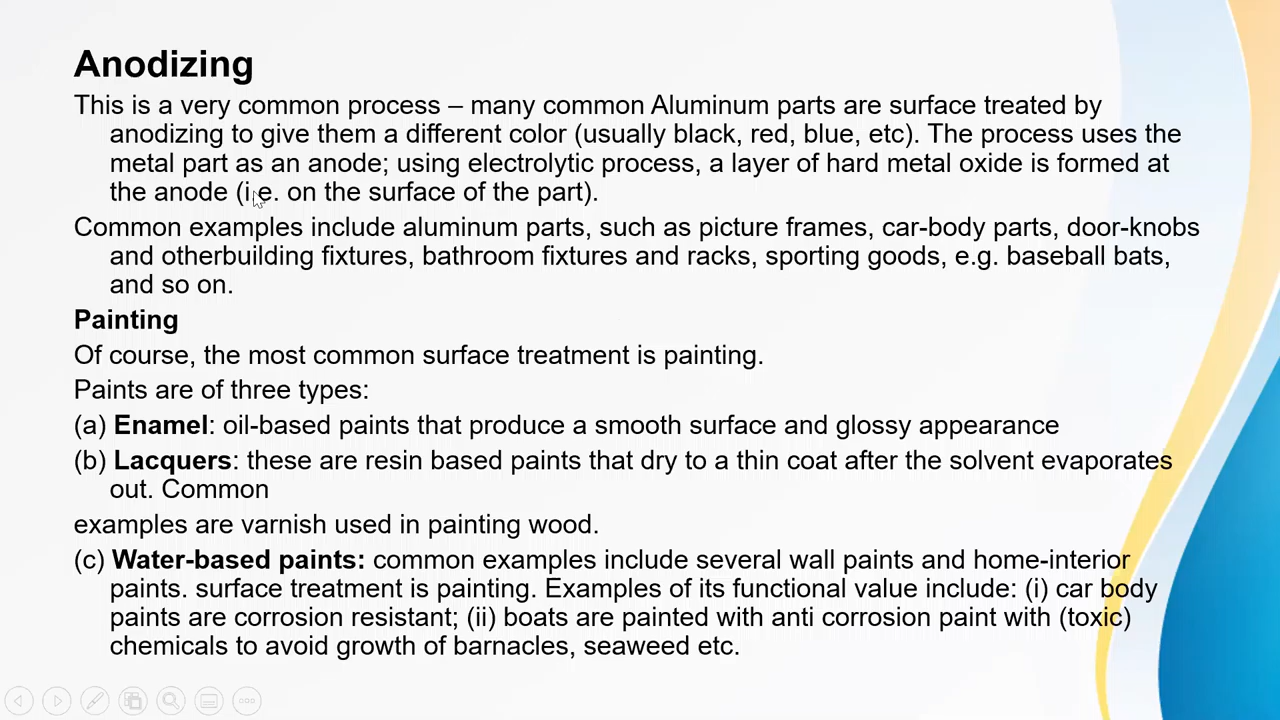 Anodizing
This is a very common process – many common Aluminum parts are surface treated by
anodizing to give them a different color (usually black, red, blue, etc). The process uses the
metal part as an anode; using electrolytic process, a layer of hard metal oxide is formed at
the anode (i.e. on the surface of the part).
Common examples include aluminum parts, such as picture frames, car-body parts, door-knobs
and otherbuilding fixtures, bathroom fixtures and racks, sporting goods, e.g. baseball bats,
and so on.
Painting
Of course, the most common surface treatment is painting.
Paints are of three types:
(a) Enamel: oil-based paints that produce a smooth surface and glossy appearance
(b) Lacquers: these are resin based paints that dry to a thin coat after the solvent evaporates
out. Common
examples are varnish used in painting wood.
(c) Water-based paints: common examples include several wall paints and home-interior
paints. surface treatment is painting. Examples of its functional value include: (i) car body
paints are corrosion resistant; (ii) boats are painted with anti corrosion paint with (toxic)
chemicals to avoid growth of barnacles, seaweed etc.